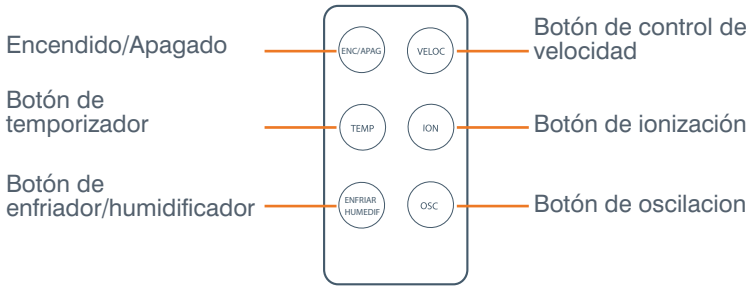 Encendido/Apagado
ENC/APAG
VELOC
Botón de control de
velocidad
Botón de
temporizador
TEMP
ION
Botón de ionización
Botón de
enfriador/humidificador
ENFRIAR
HUMEDIF
OSC
Botón de oscilacion